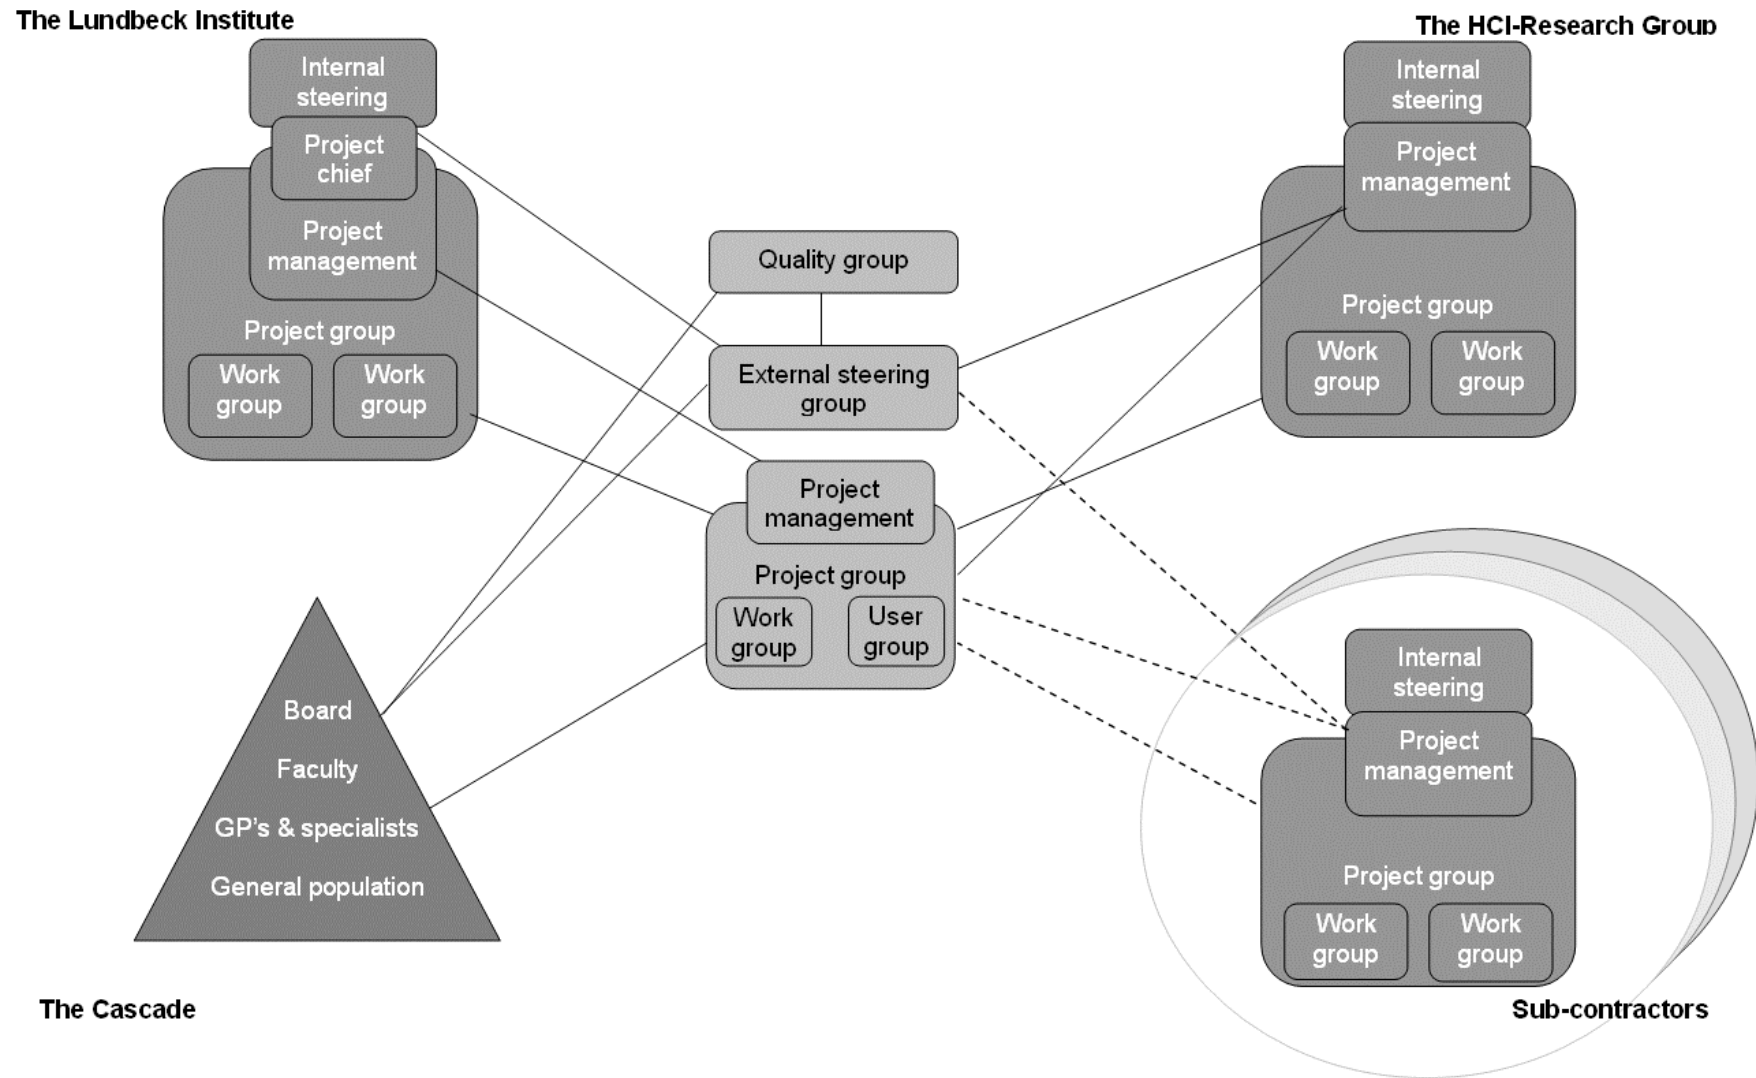 The Lundbeck Institute
Internal
steering
Project
chief
Project
management
Project group
Work
group
Work
group
The HCI-Research Group
Internal
steering
Project
management
Project group
Work
group
Work
group
Quality group
External steering
group
Project
management
Project group
Work
group
User
group
Board
Faculty
GP's & specialists
General population
The Cascade
Internal
steering
Project
management
Project group
Work
group
Work
group
Sub-contractors